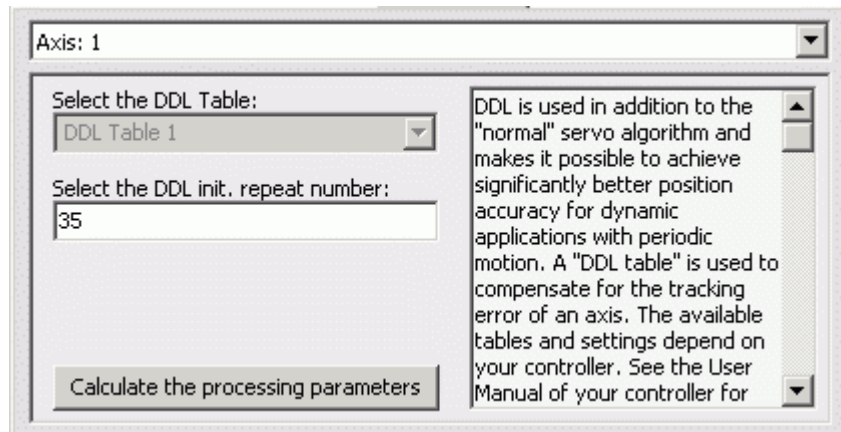 Axis: 1
Select the DDL Table:
DDL Table 1
Select the DDL init. repeat number:
35
Calculate the processing parameters
DDL is used in addition to the
"normal" servo algorithm and
makes it possible to achieve
significantly better position
accuracy for dynamic
applications with periodic
motion. A "DDL table" is used to
compensate for the tracking
error of an axis. The available
tables and settings depend on
your controller. See the User
Manual of your controller for